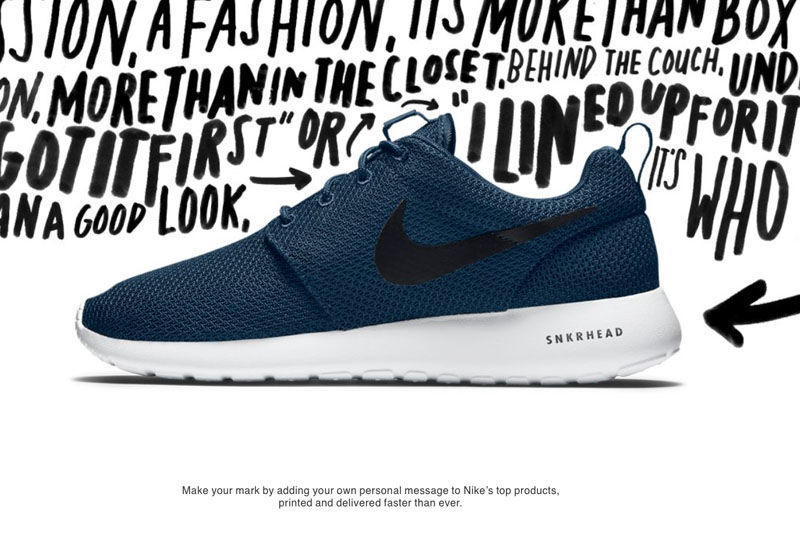 SSION, A FASHION, IT'S MORE THAN BOX
ON, MORE THAN IN THE CLOSET, BEHIND THE COUCH, UND
GOT IT FIRST" OR "I LINED UP FOR IT
AN A GOOD LOOK, IT'S WHO
SNKRHEAD
Make your mark by adding your own personal message to Nike's top products,
printed and delivered faster than ever.